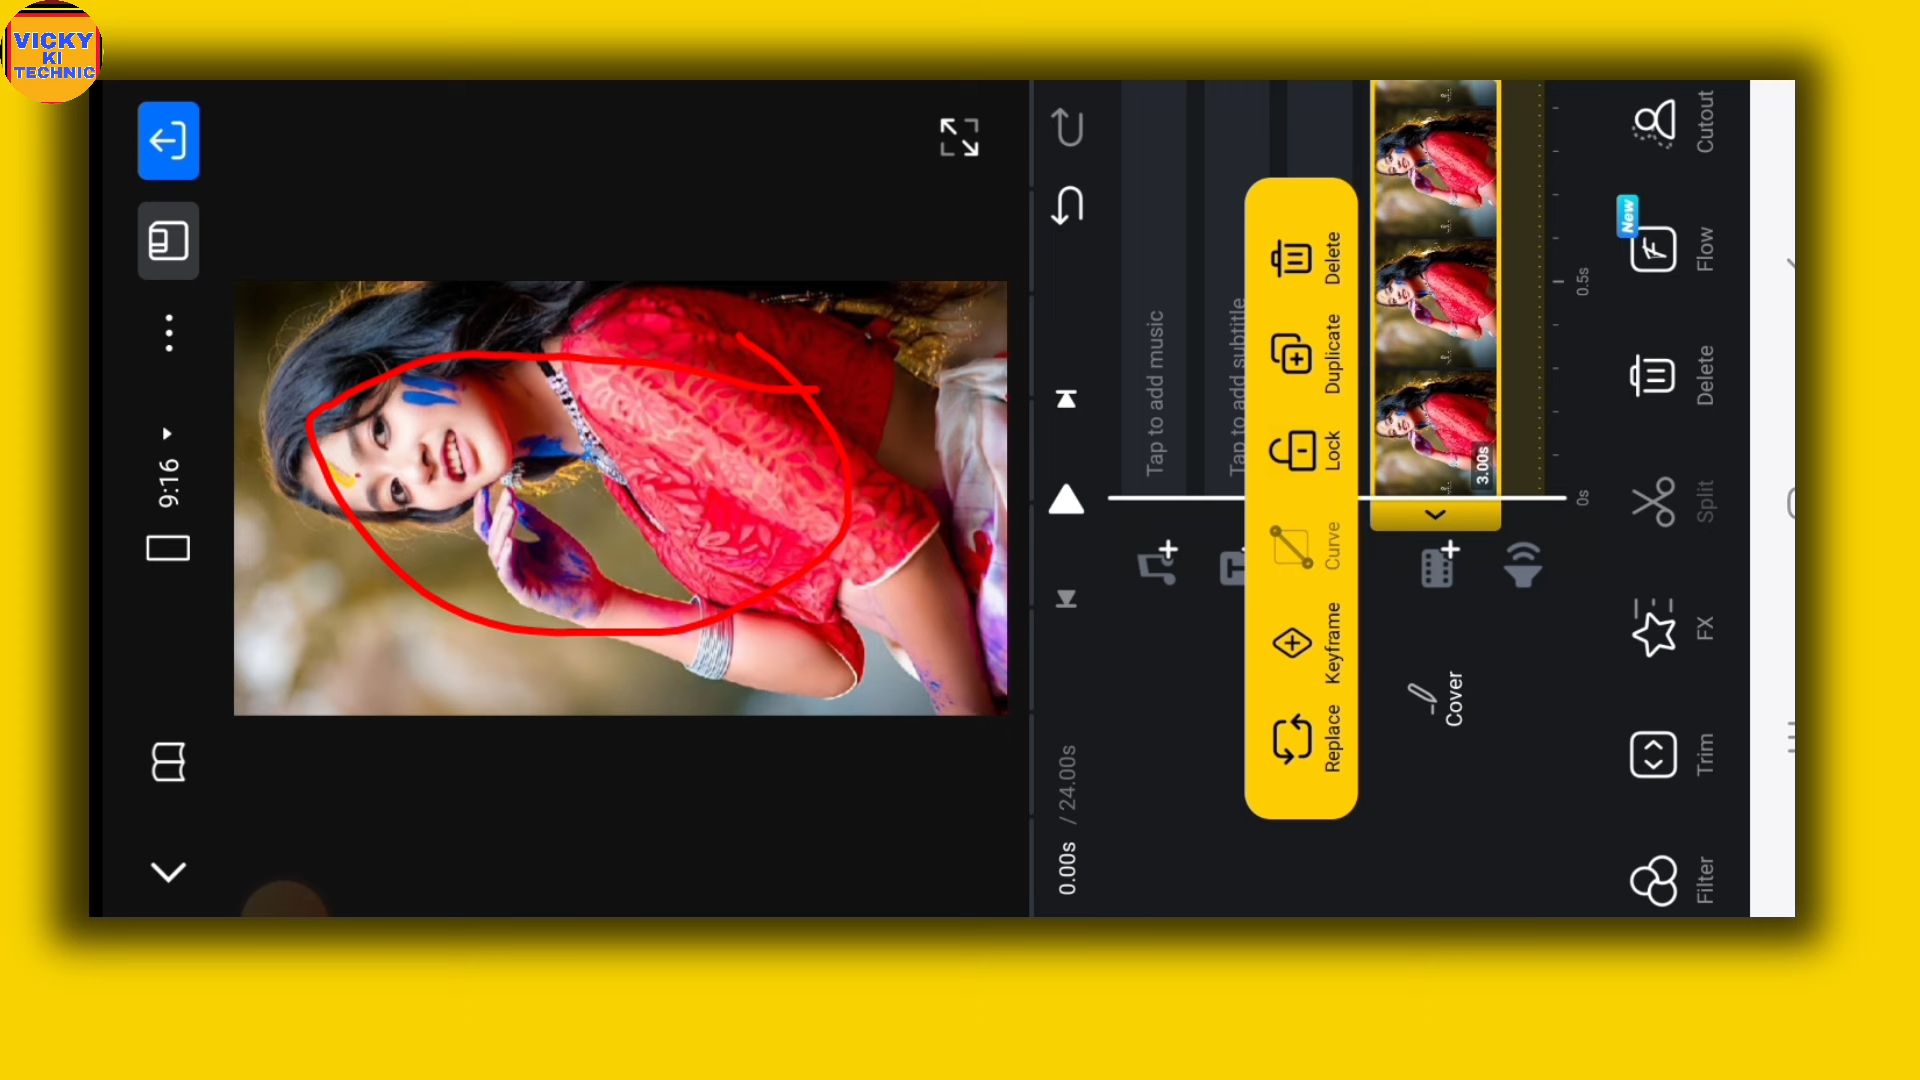 VICKY
KI
TECHNIC
9:16
0.00s / 24.00s
Tap to add music
Tap to add subtitle
Replace
Keyframe
Curve
Lock
Duplicate
Delete
Cover
3.00s
0s
0.5s
Filter
Trim
FX
Split
Delete
Flow
New
Cutout